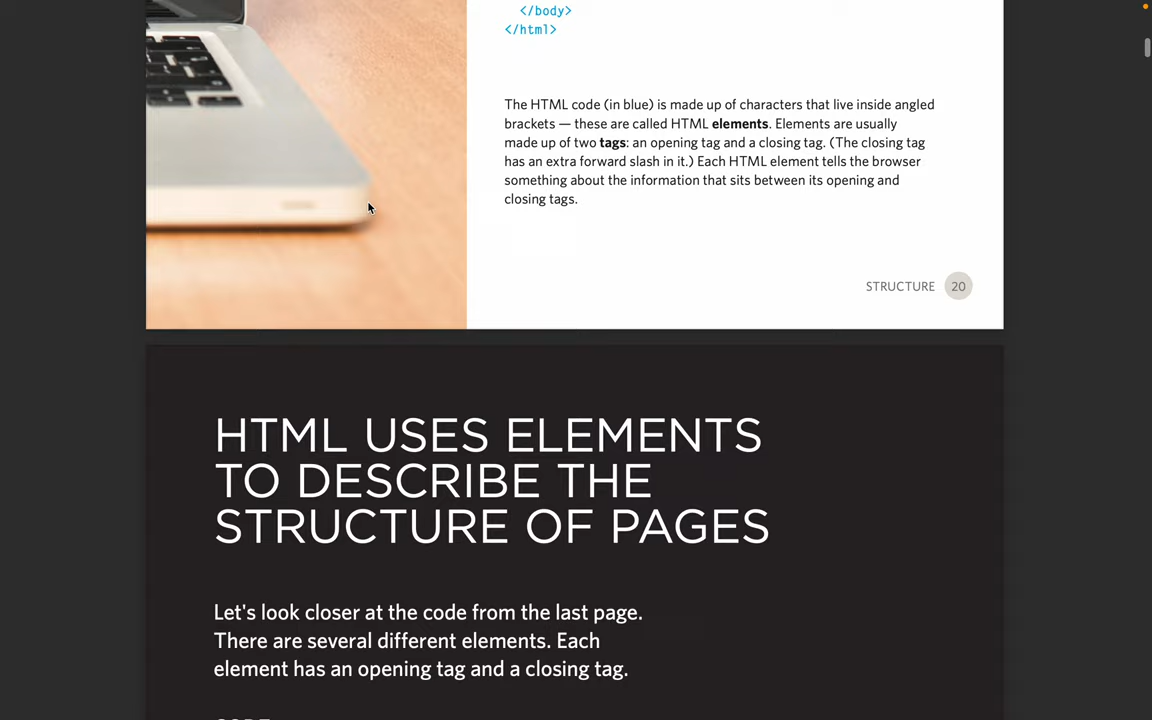 </body>
</html>
The HTML code (in blue) is made up of characters that live inside angled
brackets — these are called HTML elements. Elements are usually
made up of two tags: an opening tag and a closing tag. (The closing tag
has an extra forward slash in it.) Each HTML element tells the browser
something about the information that sits between its opening and
closing tags.
STRUCTURE 20
HTML USES ELEMENTS
TO DESCRIBE THE
STRUCTURE OF PAGES
Let's look closer at the code from the last page.
There are several different elements. Each
element has an opening tag and a closing tag.